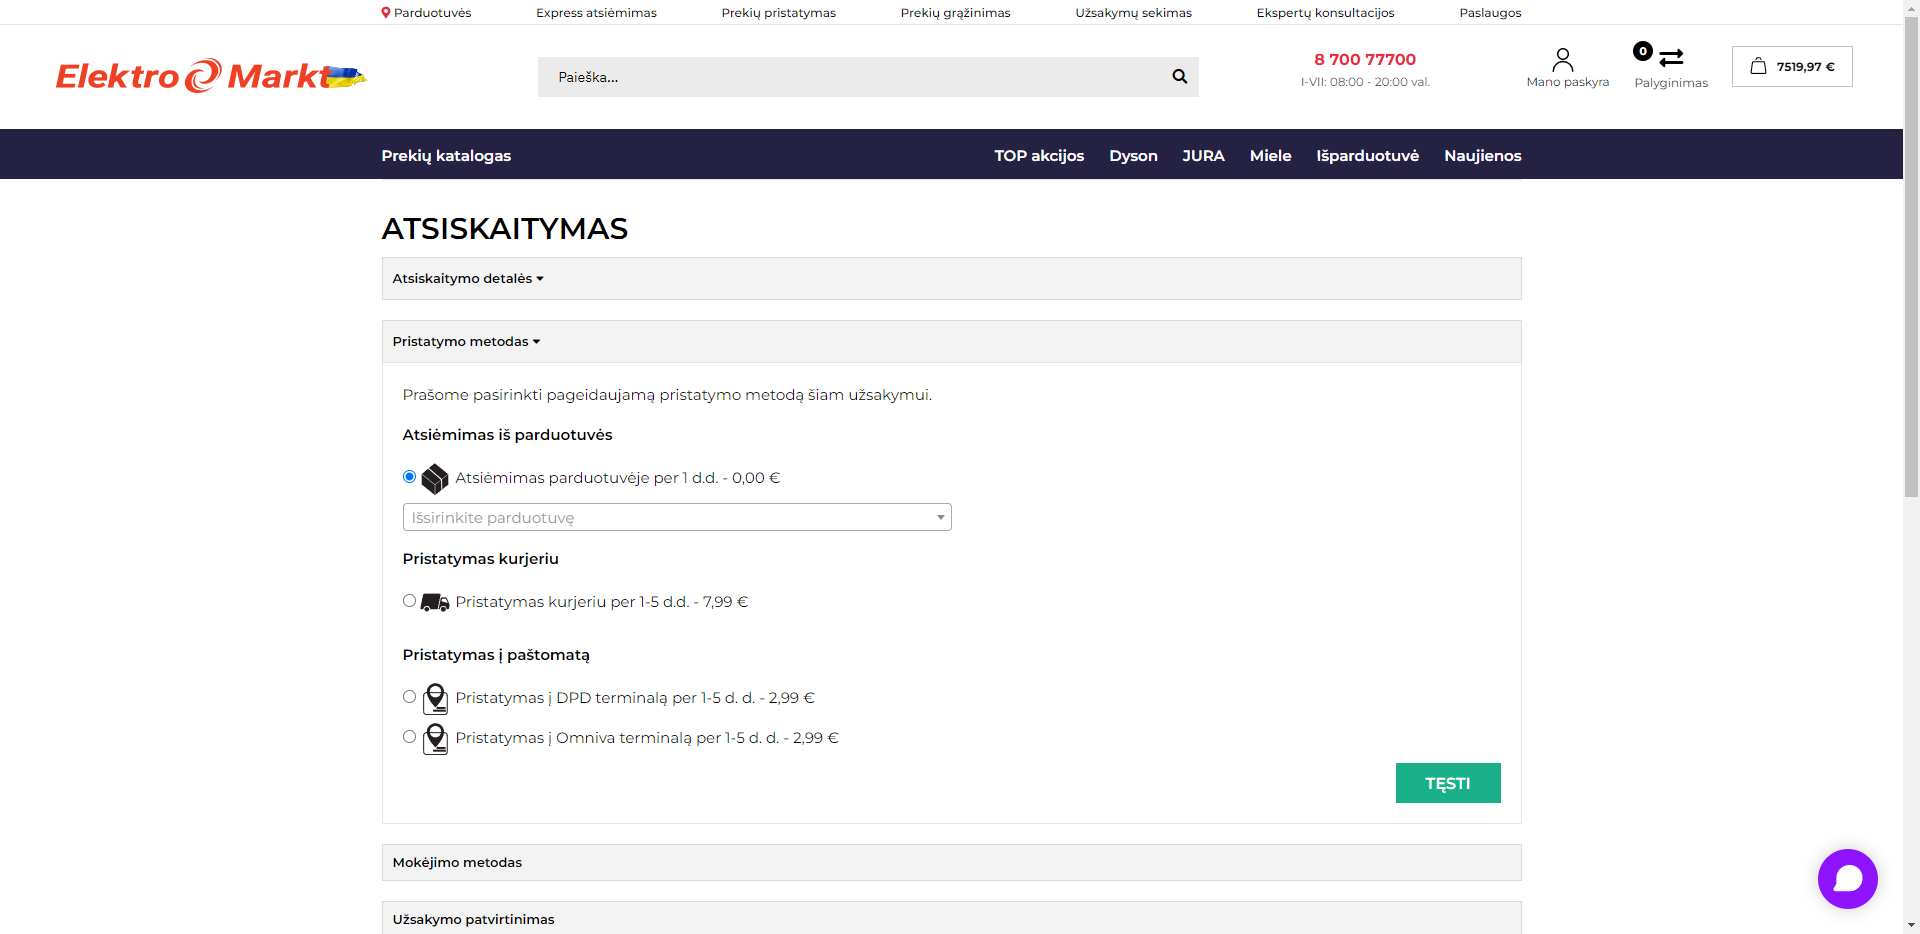 Parduotuvės Express atsiėmimas Prekių pristatymas Prekių grąžinimas Užsakymų sekimas Ekspertų konsultacijos Paslaugos
Elektro Markt
Paieška...
8 700 77700
I-VII: 08:00 - 20:00 val.
Mano paskyra
0
Palyginimas
7519,97 €
Prekių katalogas TOP akcijos Dyson JURA Miele Išparduotuvė Naujienos
ATSISKAITYMAS
Atsiskaitymo detalės
Pristatymo metodas
Prašome pasirinkti pageidaujamą pristatymo metodą šiam užsakymui.
Atsiėmimas iš parduotuvės
Atsiėmimas parduotuvėje per 1 d.d. - 0,00 €
Išsirinkite parduotuvę
Pristatymas kurjeriu
Pristatymas kurjeriu per 1-5 d.d. - 7,99 €
Pristatymas į paštomatą
Pristatymas į DPD terminalą per 1-5 d. d. - 2,99 €
Pristatymas į Omniva terminalą per 1-5 d. d. - 2,99 €
TĘSTI
Mokėjimo metodas
Užsakymo patvirtinimas